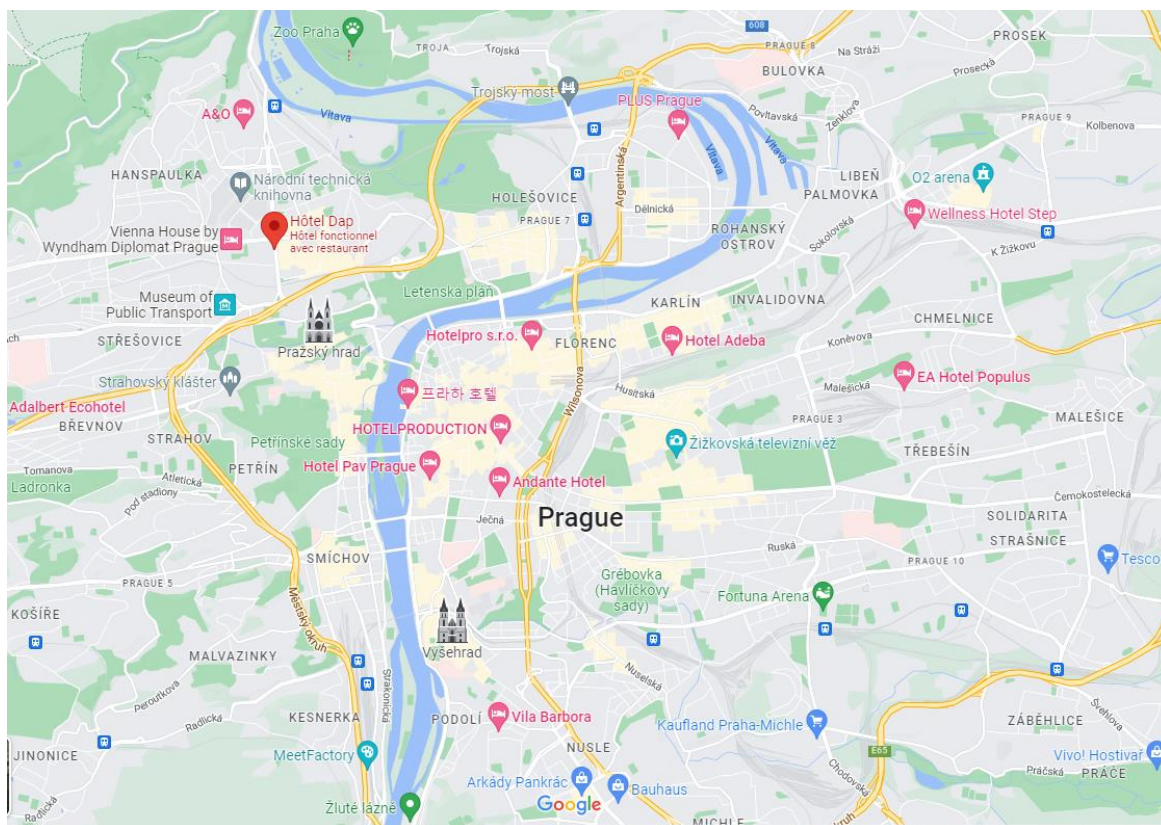 Zoo Praha
TROJA
Trojská
608
PRAGUE 8
Na Stráži
PROSEK
BULOVKA
Prosecká
Trojský most
PLUS Prague
A&O
Vltava
Povltavská
Zenklova
PRAGUE 9
Kolbenova
Vltava
Vltava
HANSPAULKA
Národní technická
knihovna
Argentinská
LIBEŇ
PALMOVKA
O2 arena
HOLEŠOVICE
PRAGUE 7
Dělnická
Wellness Hotel Step
Hôtel Dap
Hôtel fonctionnel
avec restaurant
Vienna House by
Wyndham Diplomat Prague
ROHANSKÝ
OSTROV
Sokolovská
K Žižkovu
Letenská pláň
Museum of
Public Transport
KARLÍN
INVALIDOVNA
CHMELNICE
STŘEŠOVICE
Pražský hrad
Hotelpro s.r.o.
FLORENC
Hotel Adeba
Koněvova
Strahovský klášter
프라하 호텔
Wilsonova
Husitská
Malešická
EA Hotel Populus
Adalbert Ecohotel
BŘEVNOV
STRAHOV
Petřínské sady
HOTELPRODUCTION
PRAGUE 3
MALEŠICE
Žižkovská televizní věž
TŘEBEŠÍN
PETŘÍN
Hotel Pav Prague
Andante Hotel
Tomanova
Ladronka
Atletická
Pod stadiony
Ječná
Prague
Černokostelecká
SOLIDARITA
STRAŠNICE
SMÍCHOV
Ruská
PRAGUE 10
Tesco
PRAGUE 5
Grébovka
(Havlíčkovy
sady)
Fortuna Arena
KOŠÍŘE
Městský okruh
Vyšehrad
MALVAZINKY
Strakonická
Nuselská
Peroutkova
Radlická
KESNERKA
PODOLÍ
Vila Barbora
Kaufland Praha-Michle
ZÁBĚHLICE
Švehlova
NUSLE
E65
JINONICE
MeetFactory
Arkády Pankrác
Bauhaus
Chodovská
Vivo! Hostivař
Práčská
PRÁCE
Google
Radlická
Žluté lázně
MICHLE